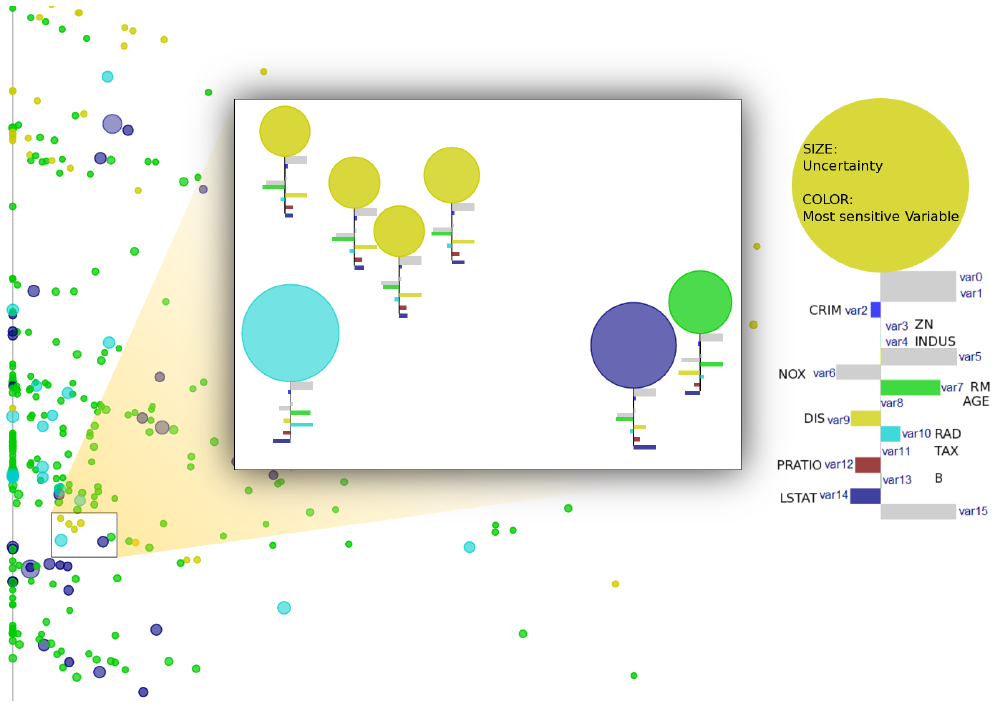 SIZE:
Uncertainty
COLOR:
Most sensitive Variable
var0
var1
CRIM var2
var3 ZN
var4 INDUS
var5
NOX var6
var7 RM
var8 AGE
DIS var9
var10 RAD
var11 TAX
PRATIO var12
var13 B
LSTAT var14
var15